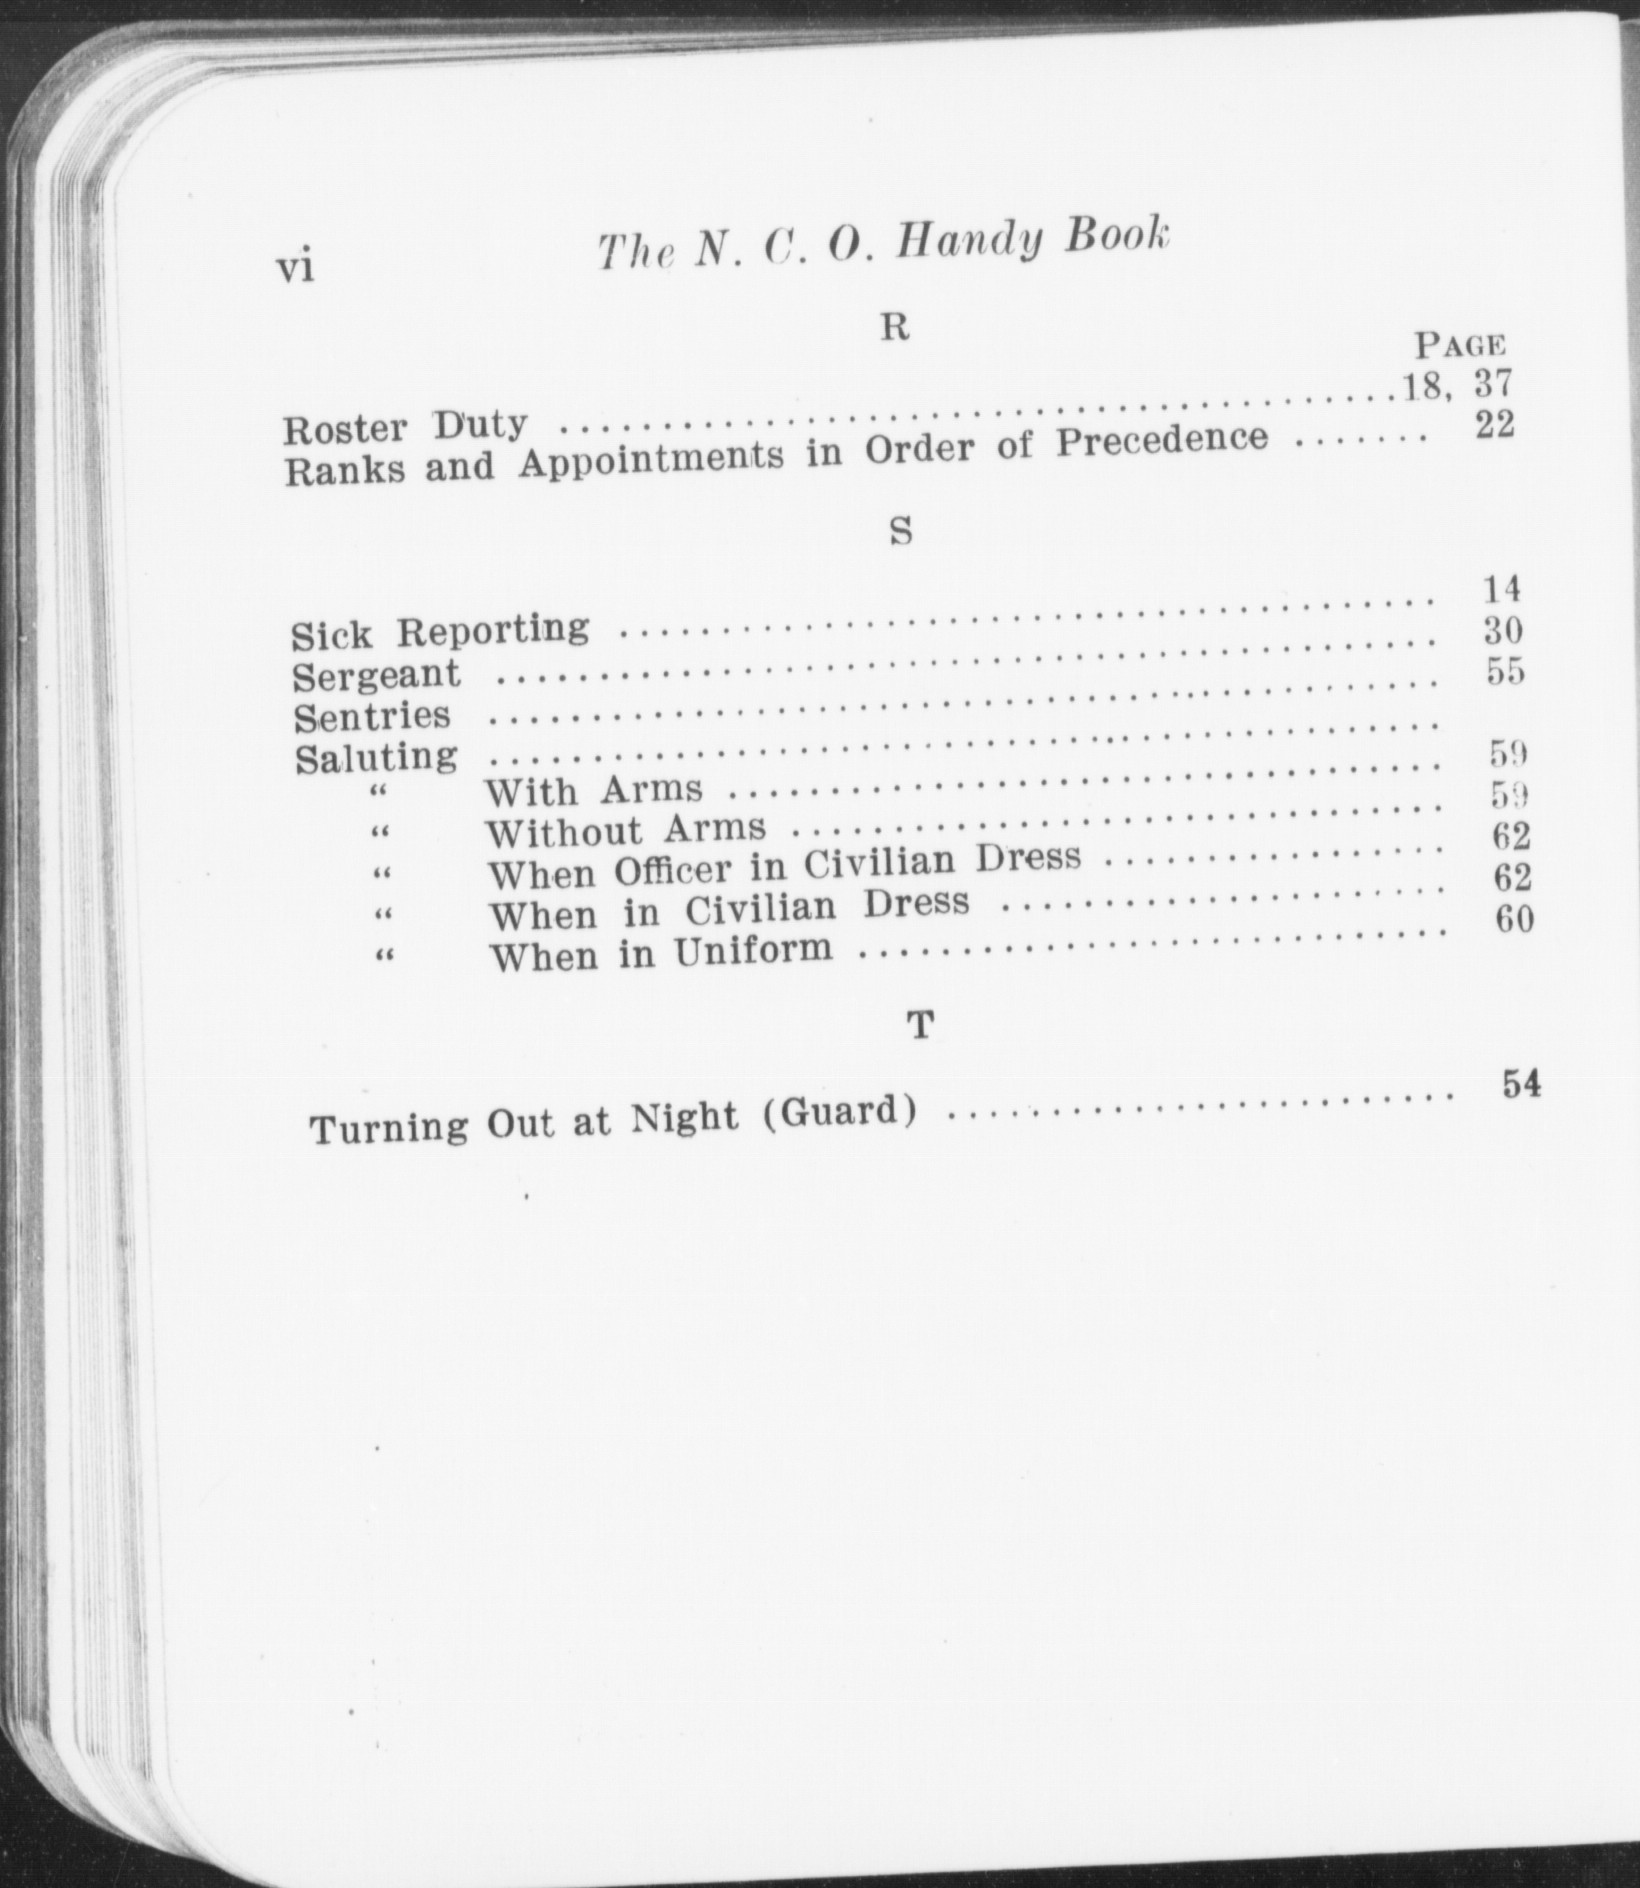 vi The N. C. O. Handy Book
R
PAGE
Roster Duty ........................................18, 37
Ranks and Appointments in Order of Precedence ....... 22
S
Sick Reporting ........................................ 14
Sergeant .............................................. 30
Sentries .............................................. 55
Saluting ..............................................
“ With Arms ................................... 59
“ Without Arms ................................ 59
“ When Officer in Civilian Dress ................. 62
“ When in Civilian Dress ...................... 62
“ When in Uniform ............................. 60
T
Turning Out at Night (Guard) ......................... 54